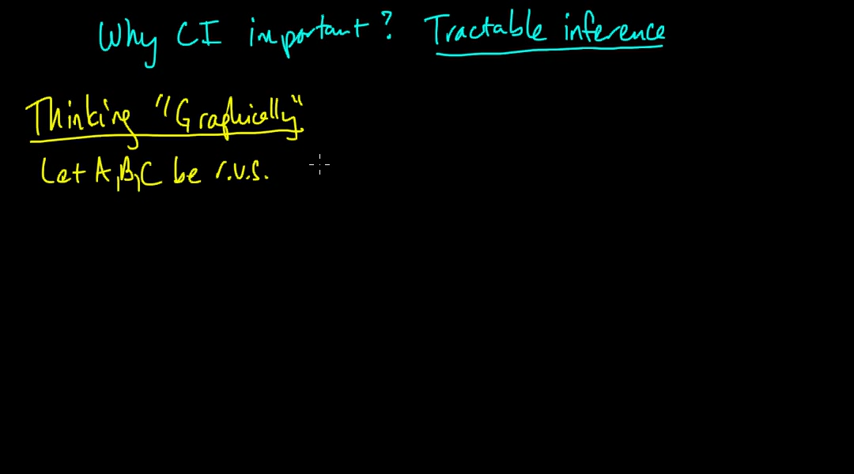 Why CI important? Tractable inference
Thinking "Graphically"
Let A,B,C be r.v.s.